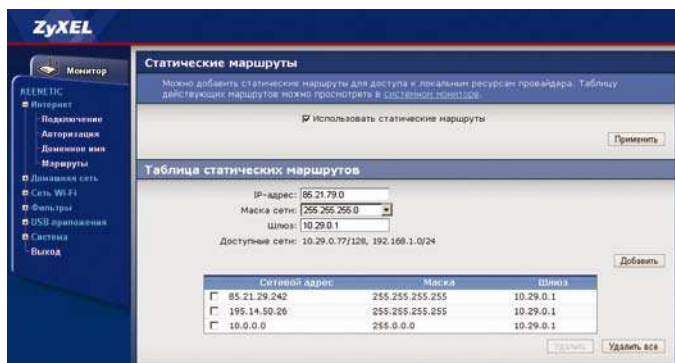 ZyXEL
Монитор
KEENETIC
Интернет
Подключение
Авторизация
Доменное имя
Маршруты
Домашняя сеть
Сеть Wi-Fi
Фильтры
USB приложения
Система
Выход
Статические маршруты
Можно добавить статические маршруты для доступа к локальным ресурсам провайдера. Таблицу
действующих маршрутов можно просмотреть в системном мониторе.
Использовать статические маршруты
Применить
Таблица статических маршрутов
IP-адрес: 85.21.79.0
Маска сети: 255.255.255.0
Шлюз: 10.29.0.1
Доступные сети: 10.29.0.77/128, 192.168.1.0/24
Добавить
Сетевой адрес Маска Шлюз
85.21.29.242 255.255.255.255 10.29.0.1
195.14.50.26 255.255.255.255 10.29.0.1
10.0.0.0 255.0.0.0 10.29.0.1
Удалить Удалить все